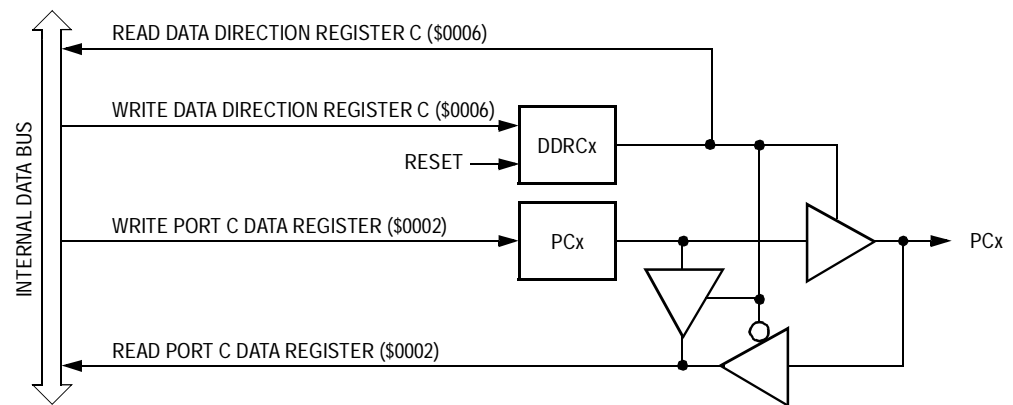 READ DATA DIRECTION REGISTER C ($0006)
WRITE DATA DIRECTION REGISTER C ($0006)
RESET
DDRCx
INTERNAL DATA BUS
WRITE PORT C DATA REGISTER ($0002)
PCx
PCx
READ PORT C DATA REGISTER ($0002)